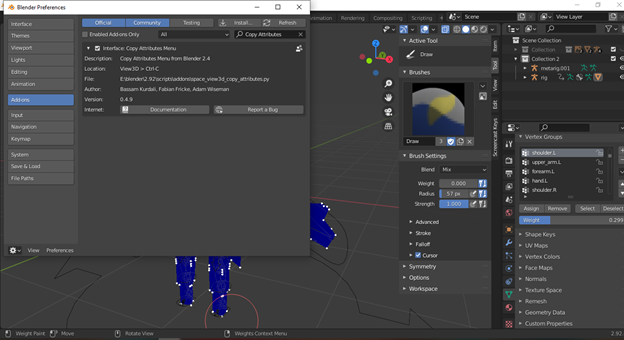 Blender Preferences
Interface
Themes
Viewport
Lights
Editing
Animation
Add-ons
Input
Navigation
Keymap
System
Save & Load
File Paths
View Preferences
Official Community Testing Install... Refresh
Enabled Add-ons Only All Copy Attributes
Interface: Copy Attributes Menu
Description: Copy Attributes Menu from Blender 2.4
Location: View3D > Ctrl-C
File: E:\blender\2.92\scripts\addons\space_view3d_copy_attributes.py
Author: Bassam Kurdali, Fabian Fricke, Adam Wiseman
Version: 0.4.9
Internet: Documentation Report a Bug
Rendering Compositing Scene View Layer
Active Tool
Draw
Brushes
Draw 3
Brush Settings
Blend Mix
Weight 0.000
Radius 57 px
Strength 1.000
Advanced
Stroke
Falloff
Cursor
Symmetry
Options
Workspace
Item
Tool
View
Edit
Screencast Keys
Scene Collection
Collection
Collection 2
metarig.001
rig
Vertex Groups
shoulder.L
upper_arm.L
forearm.L
hand.L
shoulder.R
Assign Remove Select Deselect
Weight 0.299
Shape Keys
UV Maps
Vertex Colors
Face Maps
Normals
Texture Space
Remesh
Geometry Data
Custom Properties
Weight Paint Move Rotate View Weights Context Menu 2.92